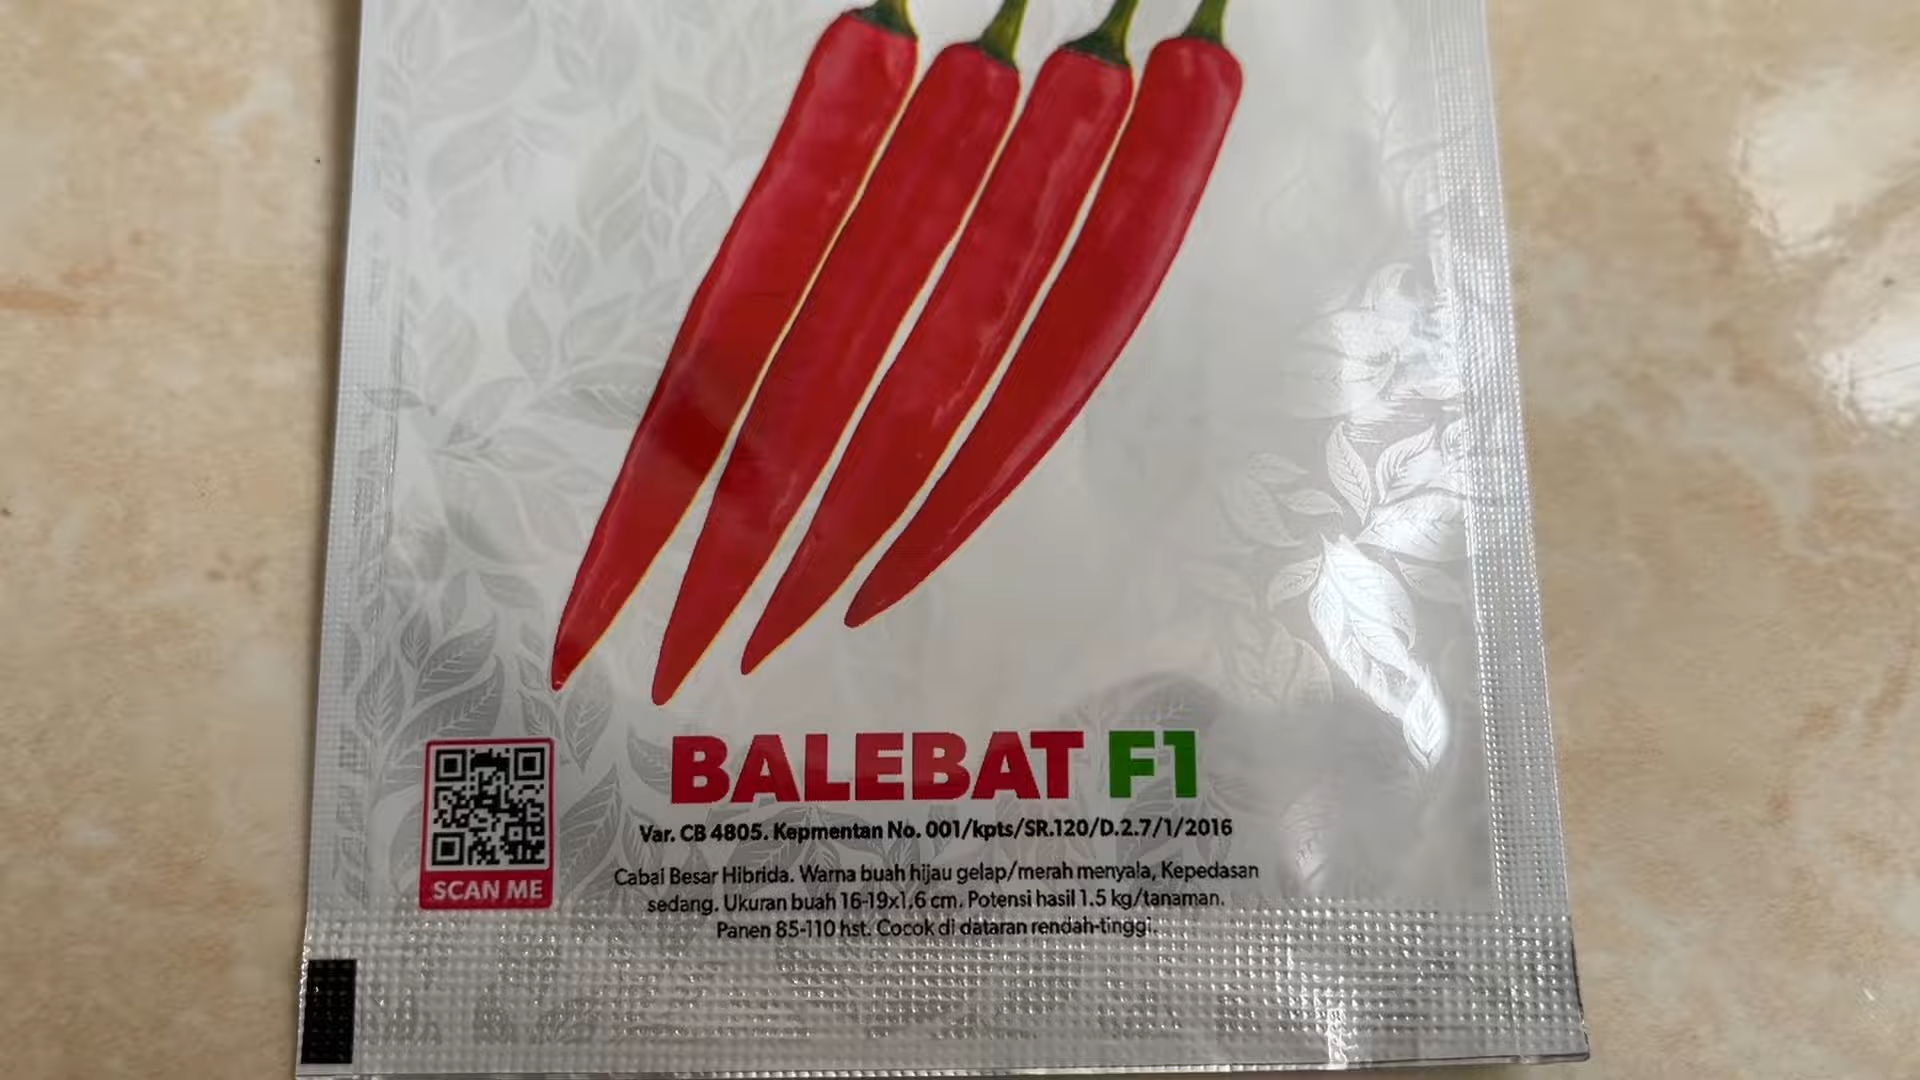 BALEBAT F1
Var. CB 4805. Kepmentan No. 001/kpts/SR.120/D.2.7/1/2016
Cabai Besar Hibrida. Warna buah hijau gelap/merah menyala, Kepedasan
sedang. Ukuran buah 16-19x1,6 cm. Potensi hasil 1.5 kg/tanaman.
Panen 85-110 hst. Cocok di dataran rendah-tinggi.
SCAN ME